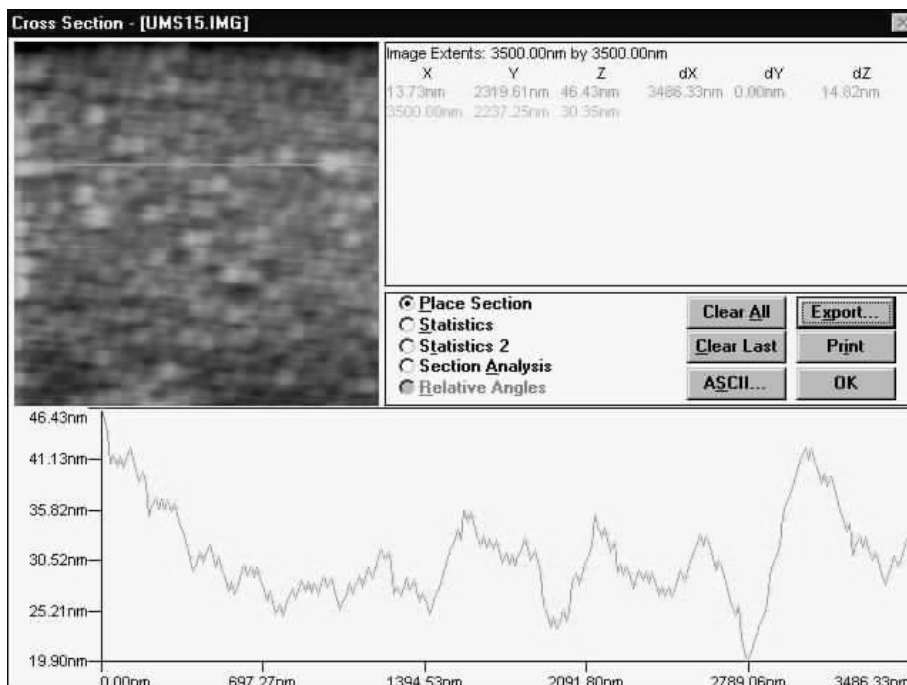 Cross Section - [UMS15.IMG]
Image Extents: 3500.00nm by 3500.00nm
X Y Z dX dY dZ
13.73nm 2319.61nm 46.43nm 3486.33nm 0.00nm 14.82nm
3500.00nm 2237.25nm 30.35nm
Place Section
Statistics
Statistics 2
Section Analysis
Relative Angles
Clear All Export...
Clear Last Print
ASCII... OK
46.43nm
41.13nm
35.82nm
30.52nm
25.21nm
19.90nm
0.00nm 697.27nm 1394.53nm 2091.80nm 2789.06nm 3486.33nm